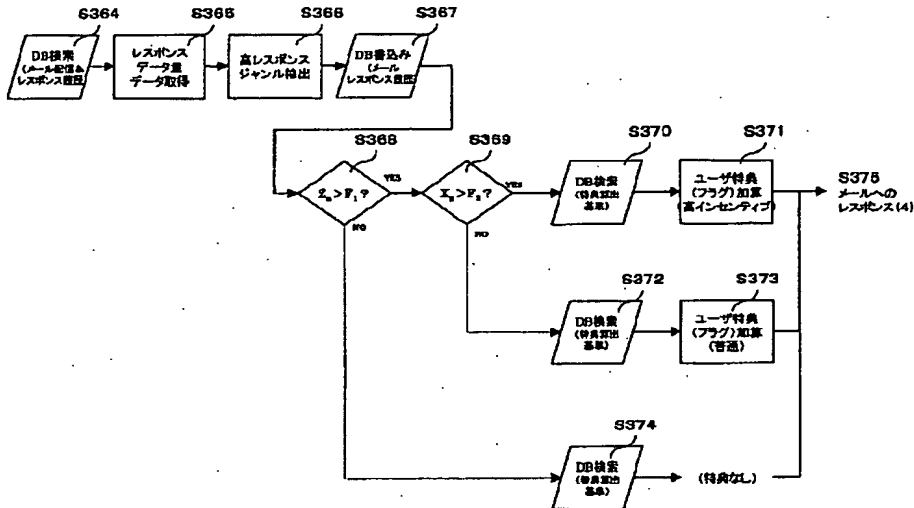 S364
S365
S366
S367
DB検索
(メール配信&
レスポンス履歴)
レスポンス
データ量
データ取得
高レスポンス
ジャンル抽出
DB書込み
(メール
レスポンス履歴)
S368
S369
S370
S371
>F₁?
YES
>F₂?
YES
DB検索
(特典算出
基準)
ユーザ特典
(フラグ)加算
(高インセンティブ)
S375
メールへの
レスポンス(4)
NO
NO
S372
S373
DB検索
(特典算出
基準)
ユーザ特典
(フラグ)加算
(普通)
S374
DB検索
(特典算出
基準)
(特典なし)